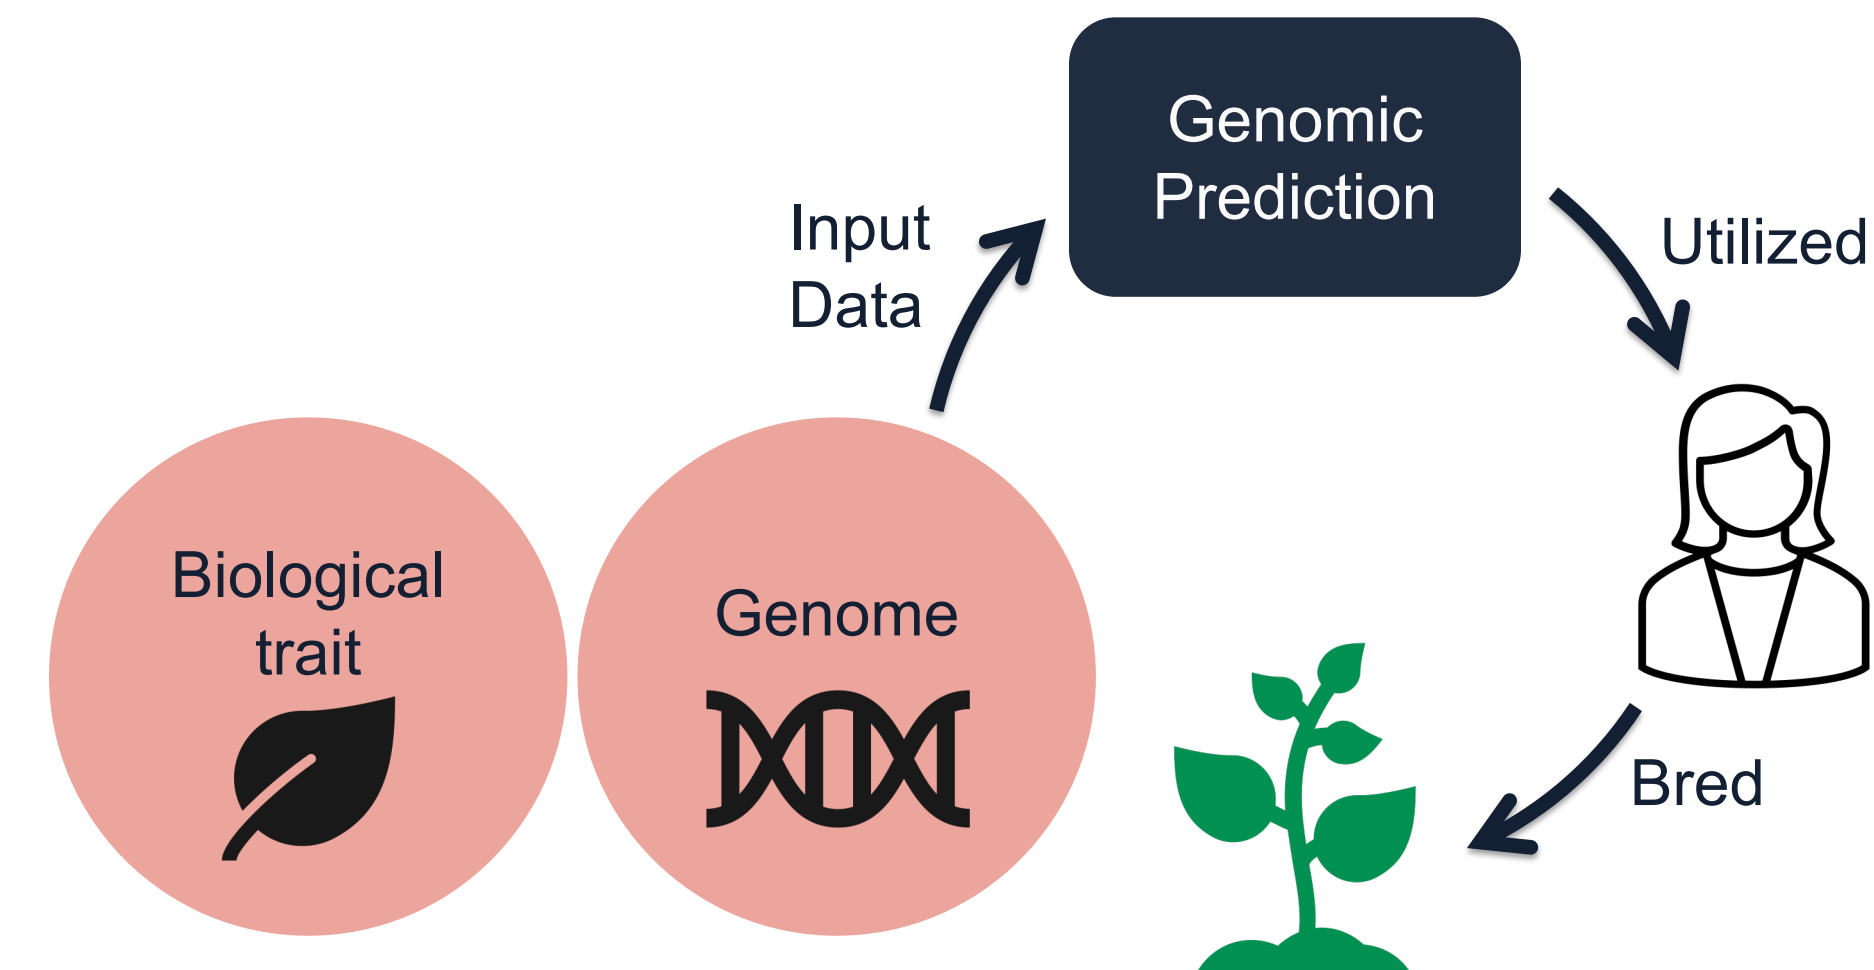 Genomic
Prediction
Input
Data
Utilized
Biological
trait
Genome
Bred